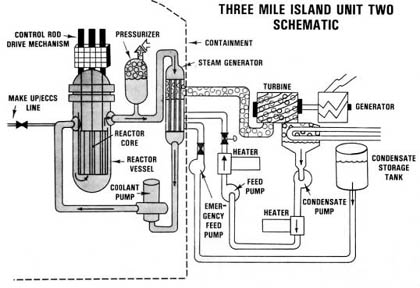 THREE MILE ISLAND UNIT TWO
SCHEMATIC
CONTROL ROD
DRIVE MECHANISM
PRESSURIZER
CONTAINMENT
STEAM GENERATOR
TURBINE
GENERATOR
MAKE UP/ECCS
LINE
REACTOR
CORE
REACTOR
VESSEL
COOLANT
PUMP
HEATER
FEED
PUMP
EMER-
GENCY
FEED
PUMP
HEATER
CONDENSATE
PUMP
CONDENSATE
STORAGE
TANK